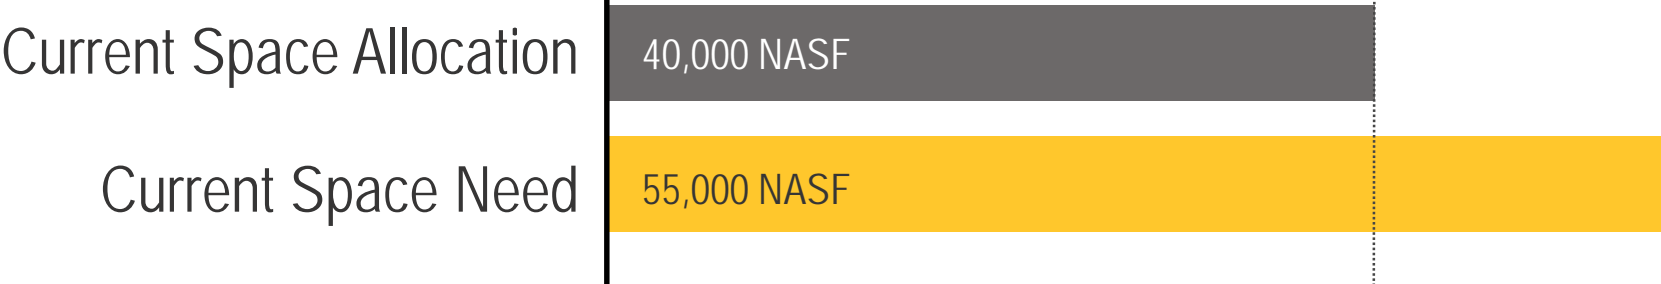 Current Space Allocation 40,000 NASF
Current Space Need 55,000 NASF